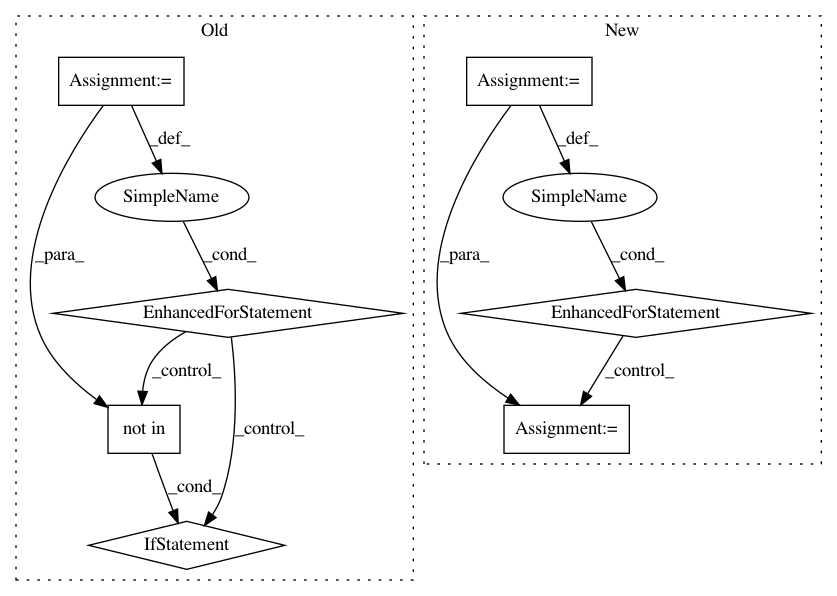 Old
New
Assignment:=
Assignment:=
_def_
_def_
SimpleName
SimpleName
_para_
_cond_
_para_
_cond_
EnhancedForStatement
EnhancedForStatement
_control_
_control_
_control_
not in
Assignment:=
_cond_
IfStatement